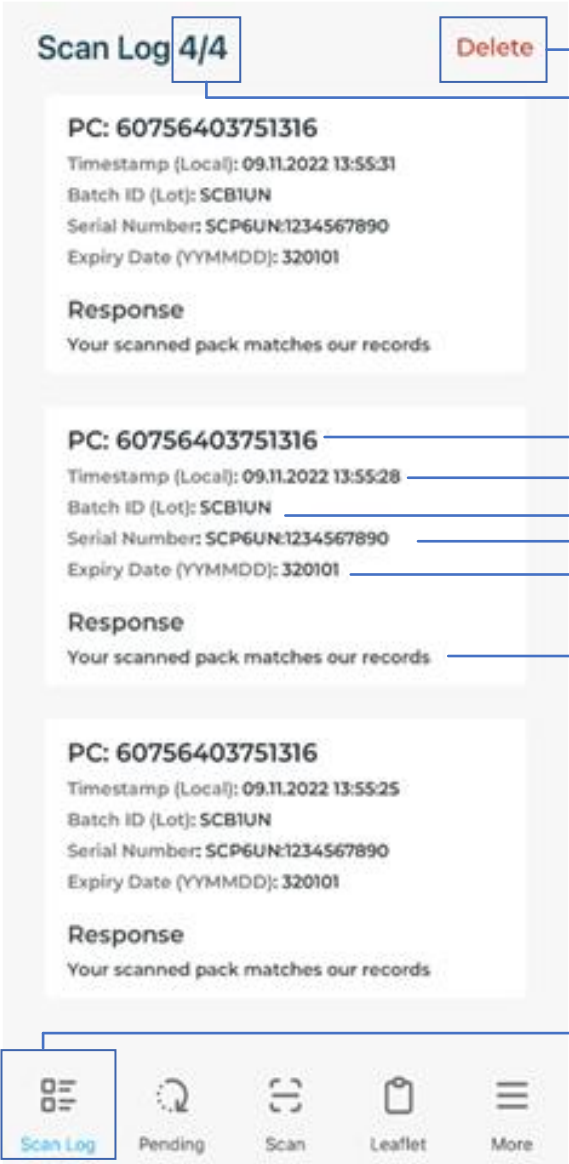 Scan Log 4/4
Delete
PC: 60756403751316
Timestamp (Local): 09.11.2022 13:55:31
Batch ID (Lot): SCB1UN
Serial Number: SCP6UN:1234567890
Expiry Date (YYMMDD): 320101
Response
Your scanned pack matches our records
PC: 60756403751316
Timestamp (Local): 09.11.2022 13:55:28
Batch ID (Lot): SCB1UN
Serial Number: SCP6UN:1234567890
Expiry Date (YYMMDD): 320101
Response
Your scanned pack matches our records
PC: 60756403751316
Timestamp (Local): 09.11.2022 13:55:25
Batch ID (Lot): SCB1UN
Serial Number: SCP6UN:1234567890
Expiry Date (YYMMDD): 320101
Response
Your scanned pack matches our records
Scan Log
Pending
Scan
Leaflet
More